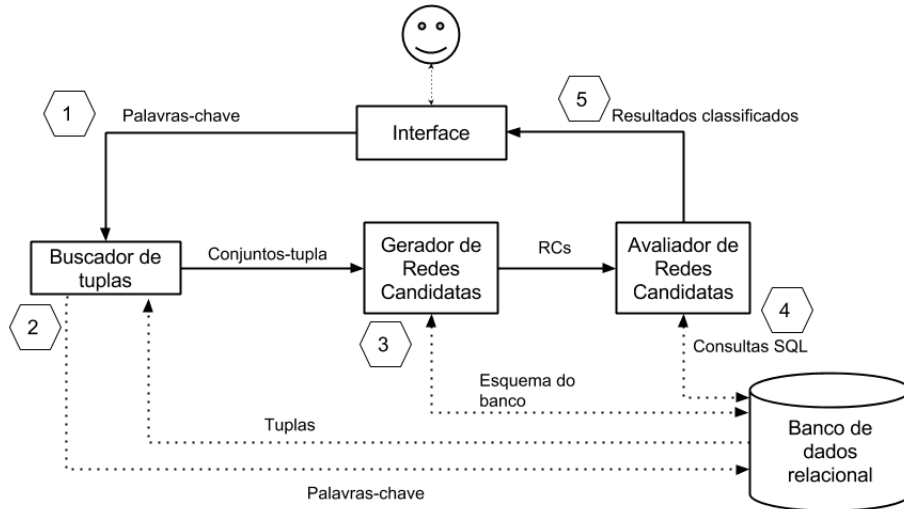 1
Palavras-chave
Interface
5
Resultados classificados
Buscador de
tuplas
Conjuntos-tupla
Gerador de
Redes
Candidatas
RCs
Avaliador de
Redes
Candidatas
2
3
4
Consultas SQL
Esquema do
banco
Tuplas
Banco de
dados
relacional
Palavras-chave